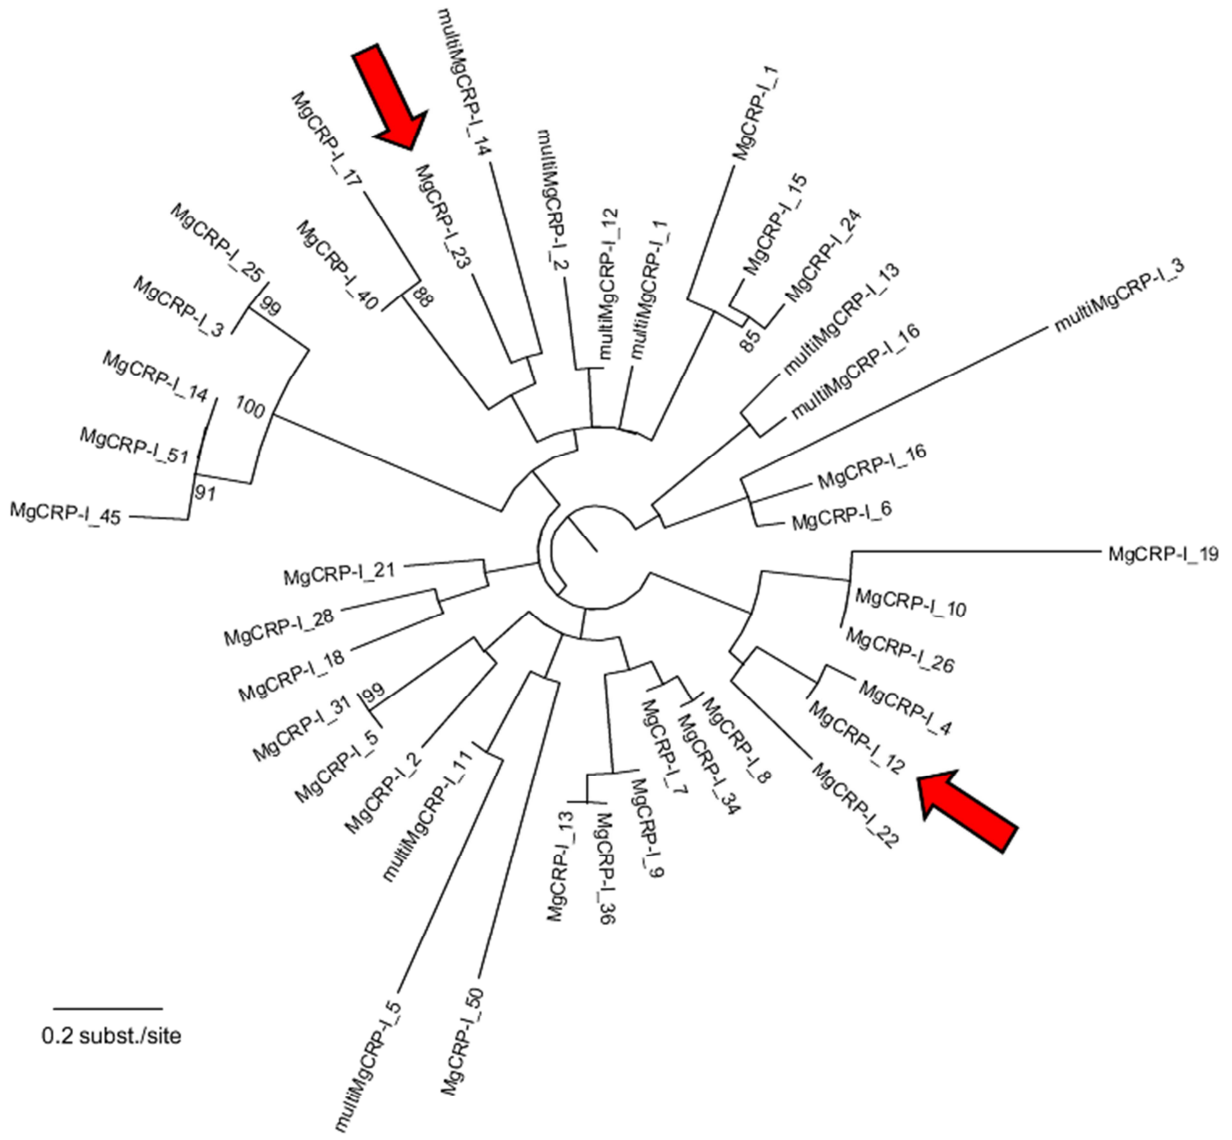 multiMgCRP-I_14
MgCRP-I_1
MgCRP-I_17
MgCRP-I_23
multiMgCRP-I_2
MgCRP-I_15
MgCRP-I_25
MgCRP-I_40
multiMgCRP-I_12
multiMgCRP-I_1
MgCRP-I_24
88
99
multiMgCRP-I_13
multiMgCRP-I_3
MgCRP-I_3
85
multiMgCRP-I_16
MgCRP-I_14
100
MgCRP-I_51
91
MgCRP-I_16
MgCRP-I_45
MgCRP-I_6
MgCRP-I_19
MgCRP-I_21
MgCRP-I_10
MgCRP-I_28
MgCRP-I_26
MgCRP-I_18
MgCRP-I_4
99
MgCRP-I_31
MgCRP-I_12
MgCRP-I_5
MgCRP-I_8
MgCRP-I_7
MgCRP-I_34
MgCRP-I_2
MgCRP-I_22
multiMgCRP-I_11
MgCRP-I_9
MgCRP-I_13
MgCRP-I_36
multiMgCRP-I_5
MgCRP-I_50
0.2 subst./site